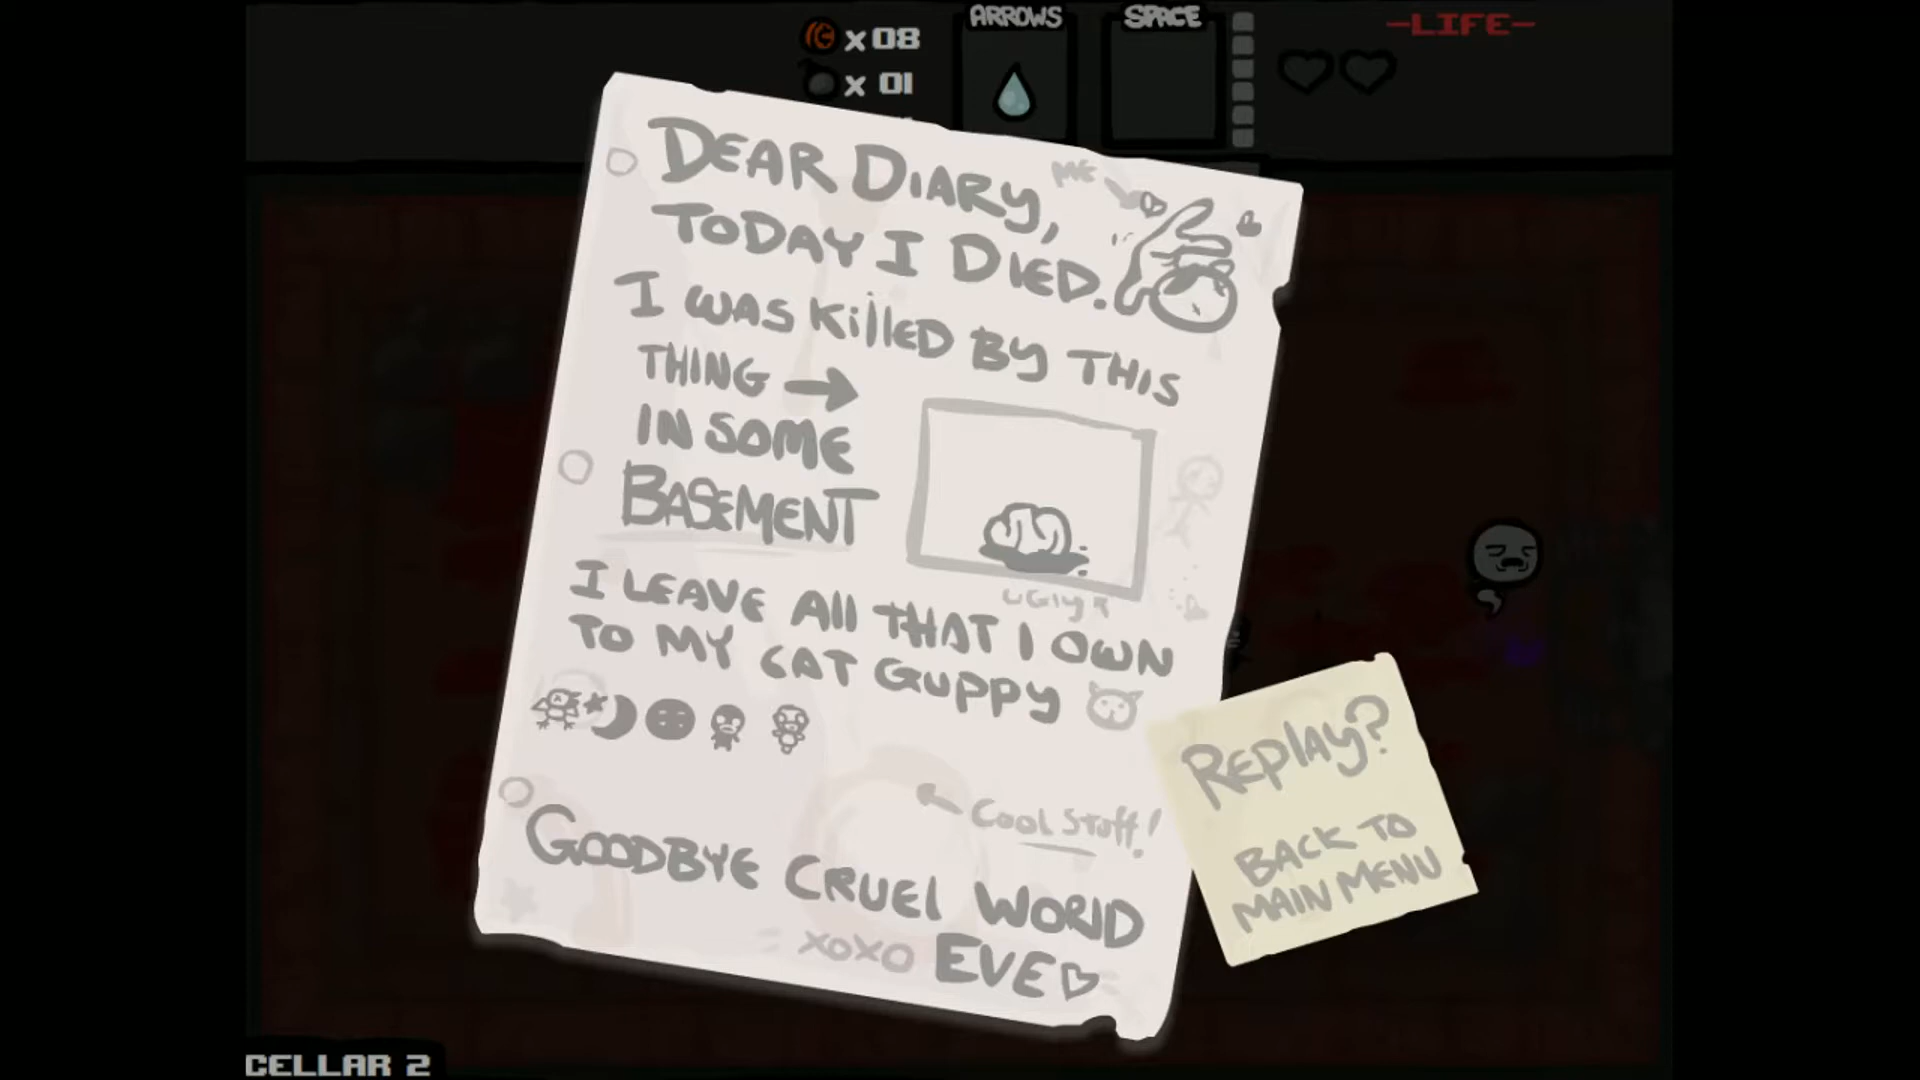 ARROWS SPACE -LIFE-
x08
x 01
DEAR DIARY,
ME
TODAY I DIED.
I WAS KillED BY THIS
THING
IN SOME
BASEMENT
UGly
I LEAVE All THAT I OWN
TO MY CAT GUPPY
COOL STUFF!
GOODBYE CRUEL WORlD
XOXO EVE
REPlAY?
BACK TO
MAIN MENU
CELLAR 2